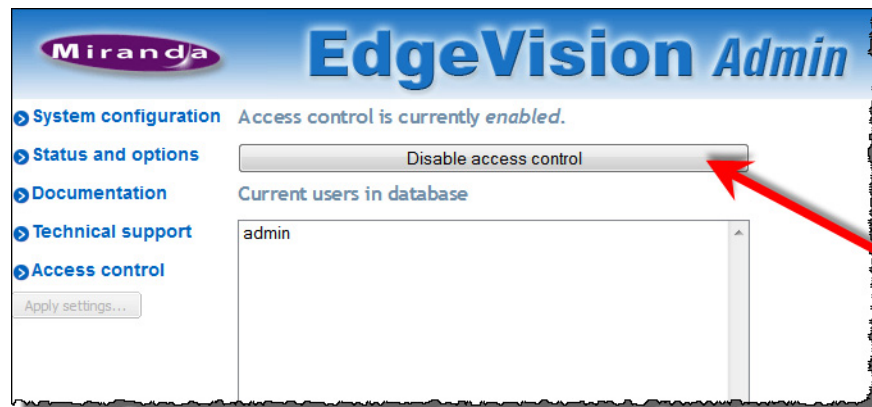 Miranda
EdgeVision Admin
System configuration
Status and options
Documentation
Technical support
Access control
Apply settings...
Access control is currently enabled.
Disable access control
Current users in database
admin